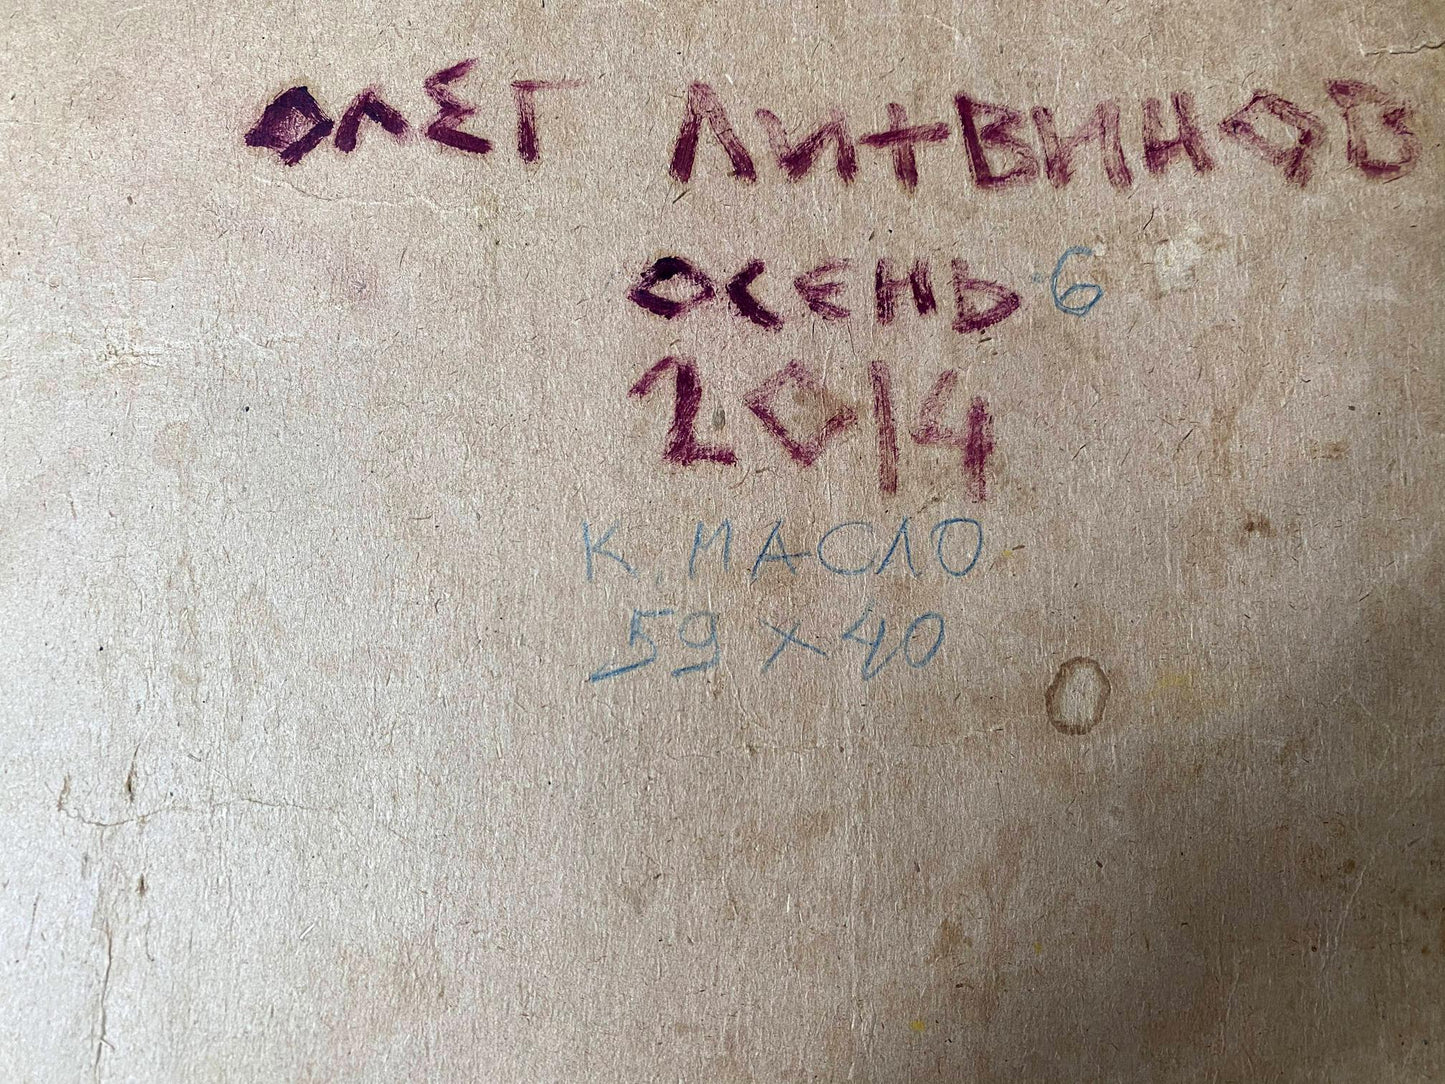 ОЛЕГ ЛИТВИНОВ
ОСЕНЬ-6
2014
К. МАСЛО
59 х 40